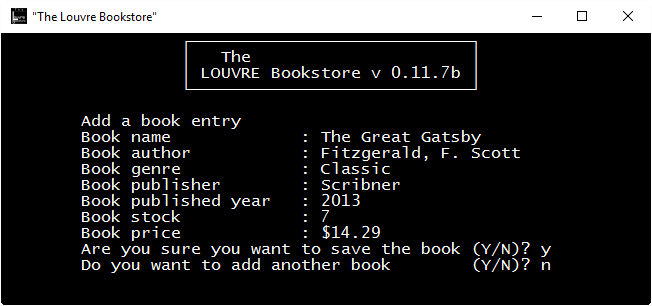 "The Louvre Bookstore"
The
LOUVRE Bookstore v 0.11.7b
Add a book entry
Book name : The Great Gatsby
Book author : Fitzgerald, F. Scott
Book genre : Classic
Book publisher : Scribner
Book published year : 2013
Book stock : 7
Book price : $14.29
Are you sure you want to save the book (Y/N)? y
Do you want to add another book (Y/N)? n